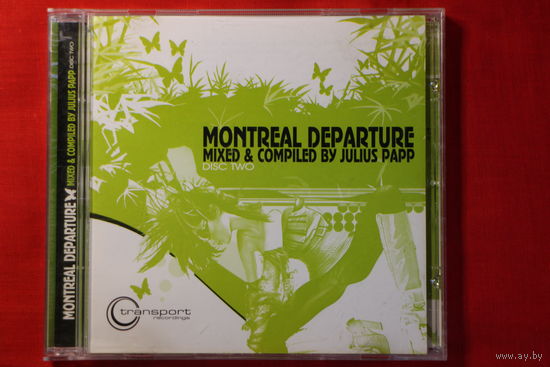 MONTREAL DEPARTURE MIXED & COMPILED BY JULIUS PAPP DISC TWO
MONTREAL DEPARTURE
MIXED & COMPILED BY JULIUS PAPP
DISC TWO
transport
recordings
www.ay.by